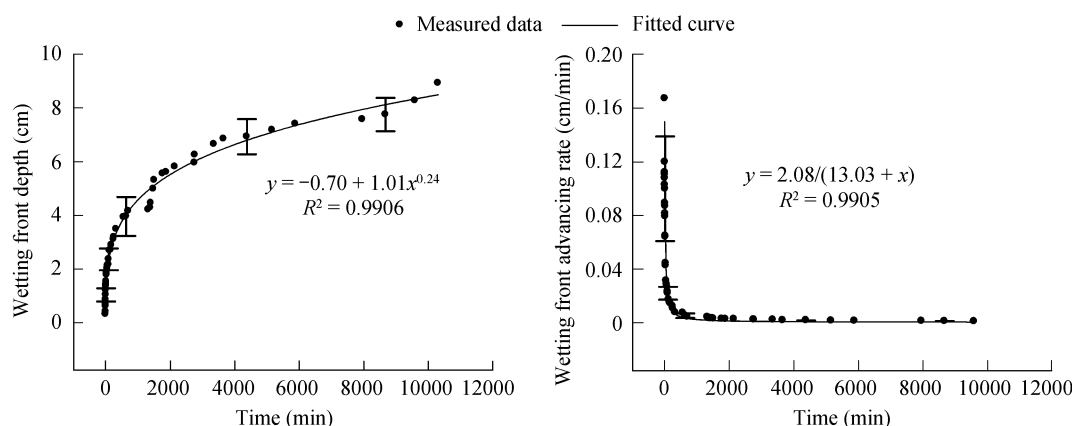 Measured data
Fitted curve
Wetting front depth (cm)
10
8
6
4
2
0
y = −0.70 + 1.01x^0.24
R² = 0.9906
0 2000 4000 6000 8000 10000 12000
Time (min)
Wetting front advancing rate (cm/min)
0.20
0.16
0.12
0.08
0.04
0
y = 2.08/(13.03 + x)
R² = 0.9905
0 2000 4000 6000 8000 10000 12000
Time (min)